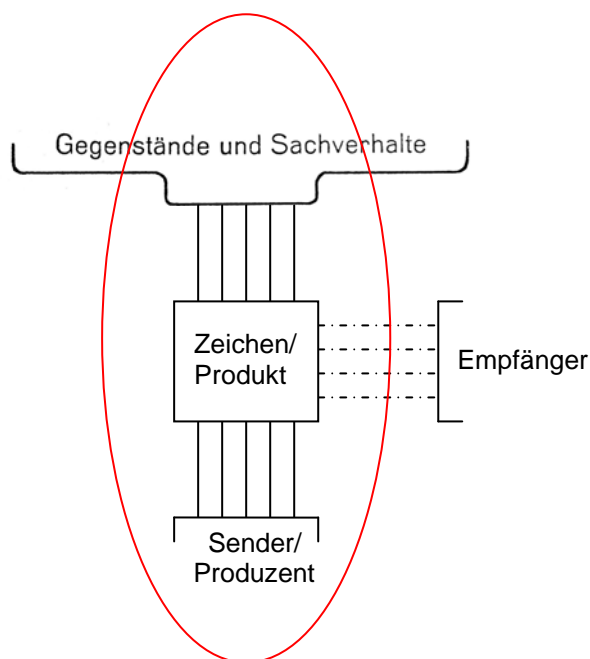 Gegenstände und Sachverhalte
Zeichen/
Produkt
Empfänger
Sender/
Produzent